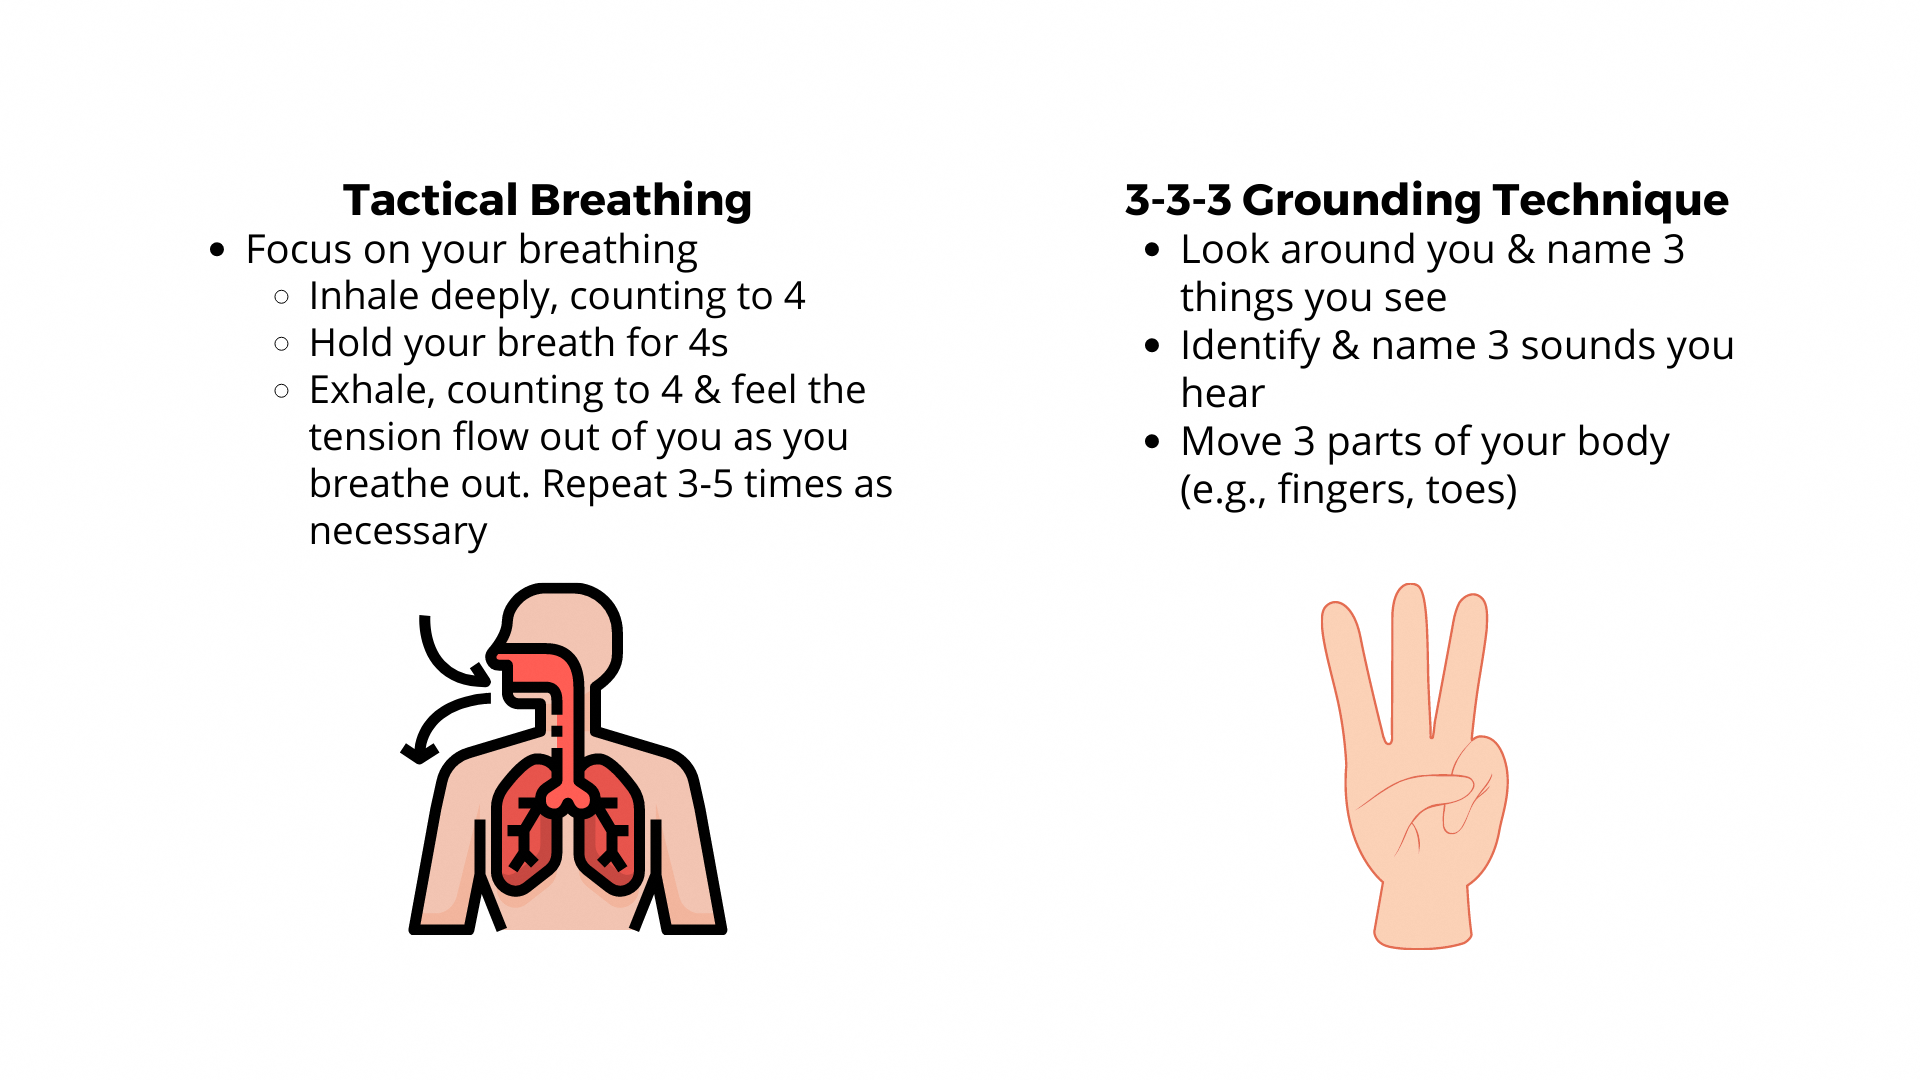 Tactical Breathing
• Focus on your breathing
○ Inhale deeply, counting to 4
○ Hold your breath for 4s
○ Exhale, counting to 4 & feel the
tension flow out of you as you
breathe out. Repeat 3-5 times as
necessary
3-3-3 Grounding Technique
• Look around you & name 3
things you see
• Identify & name 3 sounds you
hear
• Move 3 parts of your body
(e.g., fingers, toes)